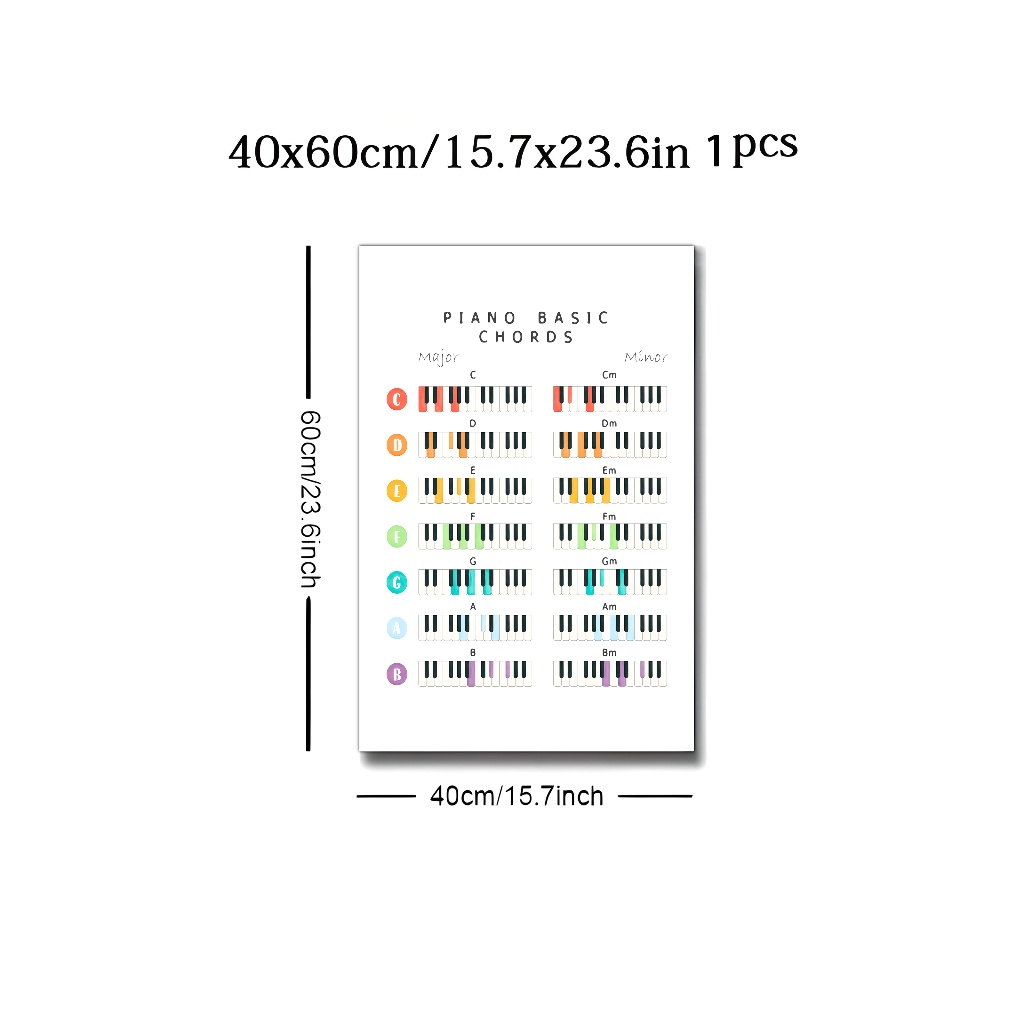 40x60cm/15.7x23.6in 1pcs
60cm/23.6inch
PIANO BASIC
CHORDS
Major Minor
C Cm
C
D Dm
D
E Em
E
F Fm
F
G Gm
G
A Am
A
B Bm
B
40cm/15.7inch